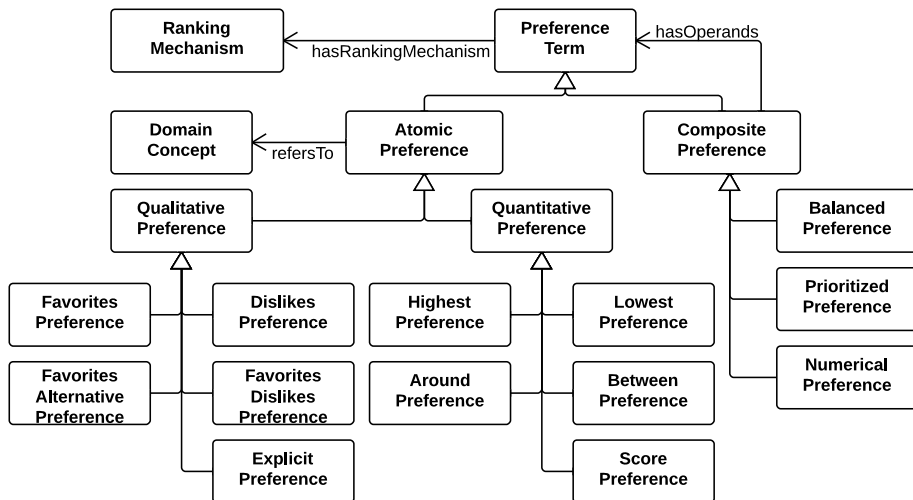 Ranking
Mechanism
hasRankingMechanism
Preference
Term
hasOperands
Domain
Concept
refersTo
Atomic
Preference
Composite
Preference
Qualitative
Preference
Quantitative
Preference
Balanced
Preference
Favorites
Preference
Dislikes
Preference
Highest
Preference
Lowest
Preference
Prioritized
Preference
Favorites
Alternative
Preference
Favorites
Dislikes
Preference
Around
Preference
Between
Preference
Numerical
Preference
Explicit
Preference
Score
Preference